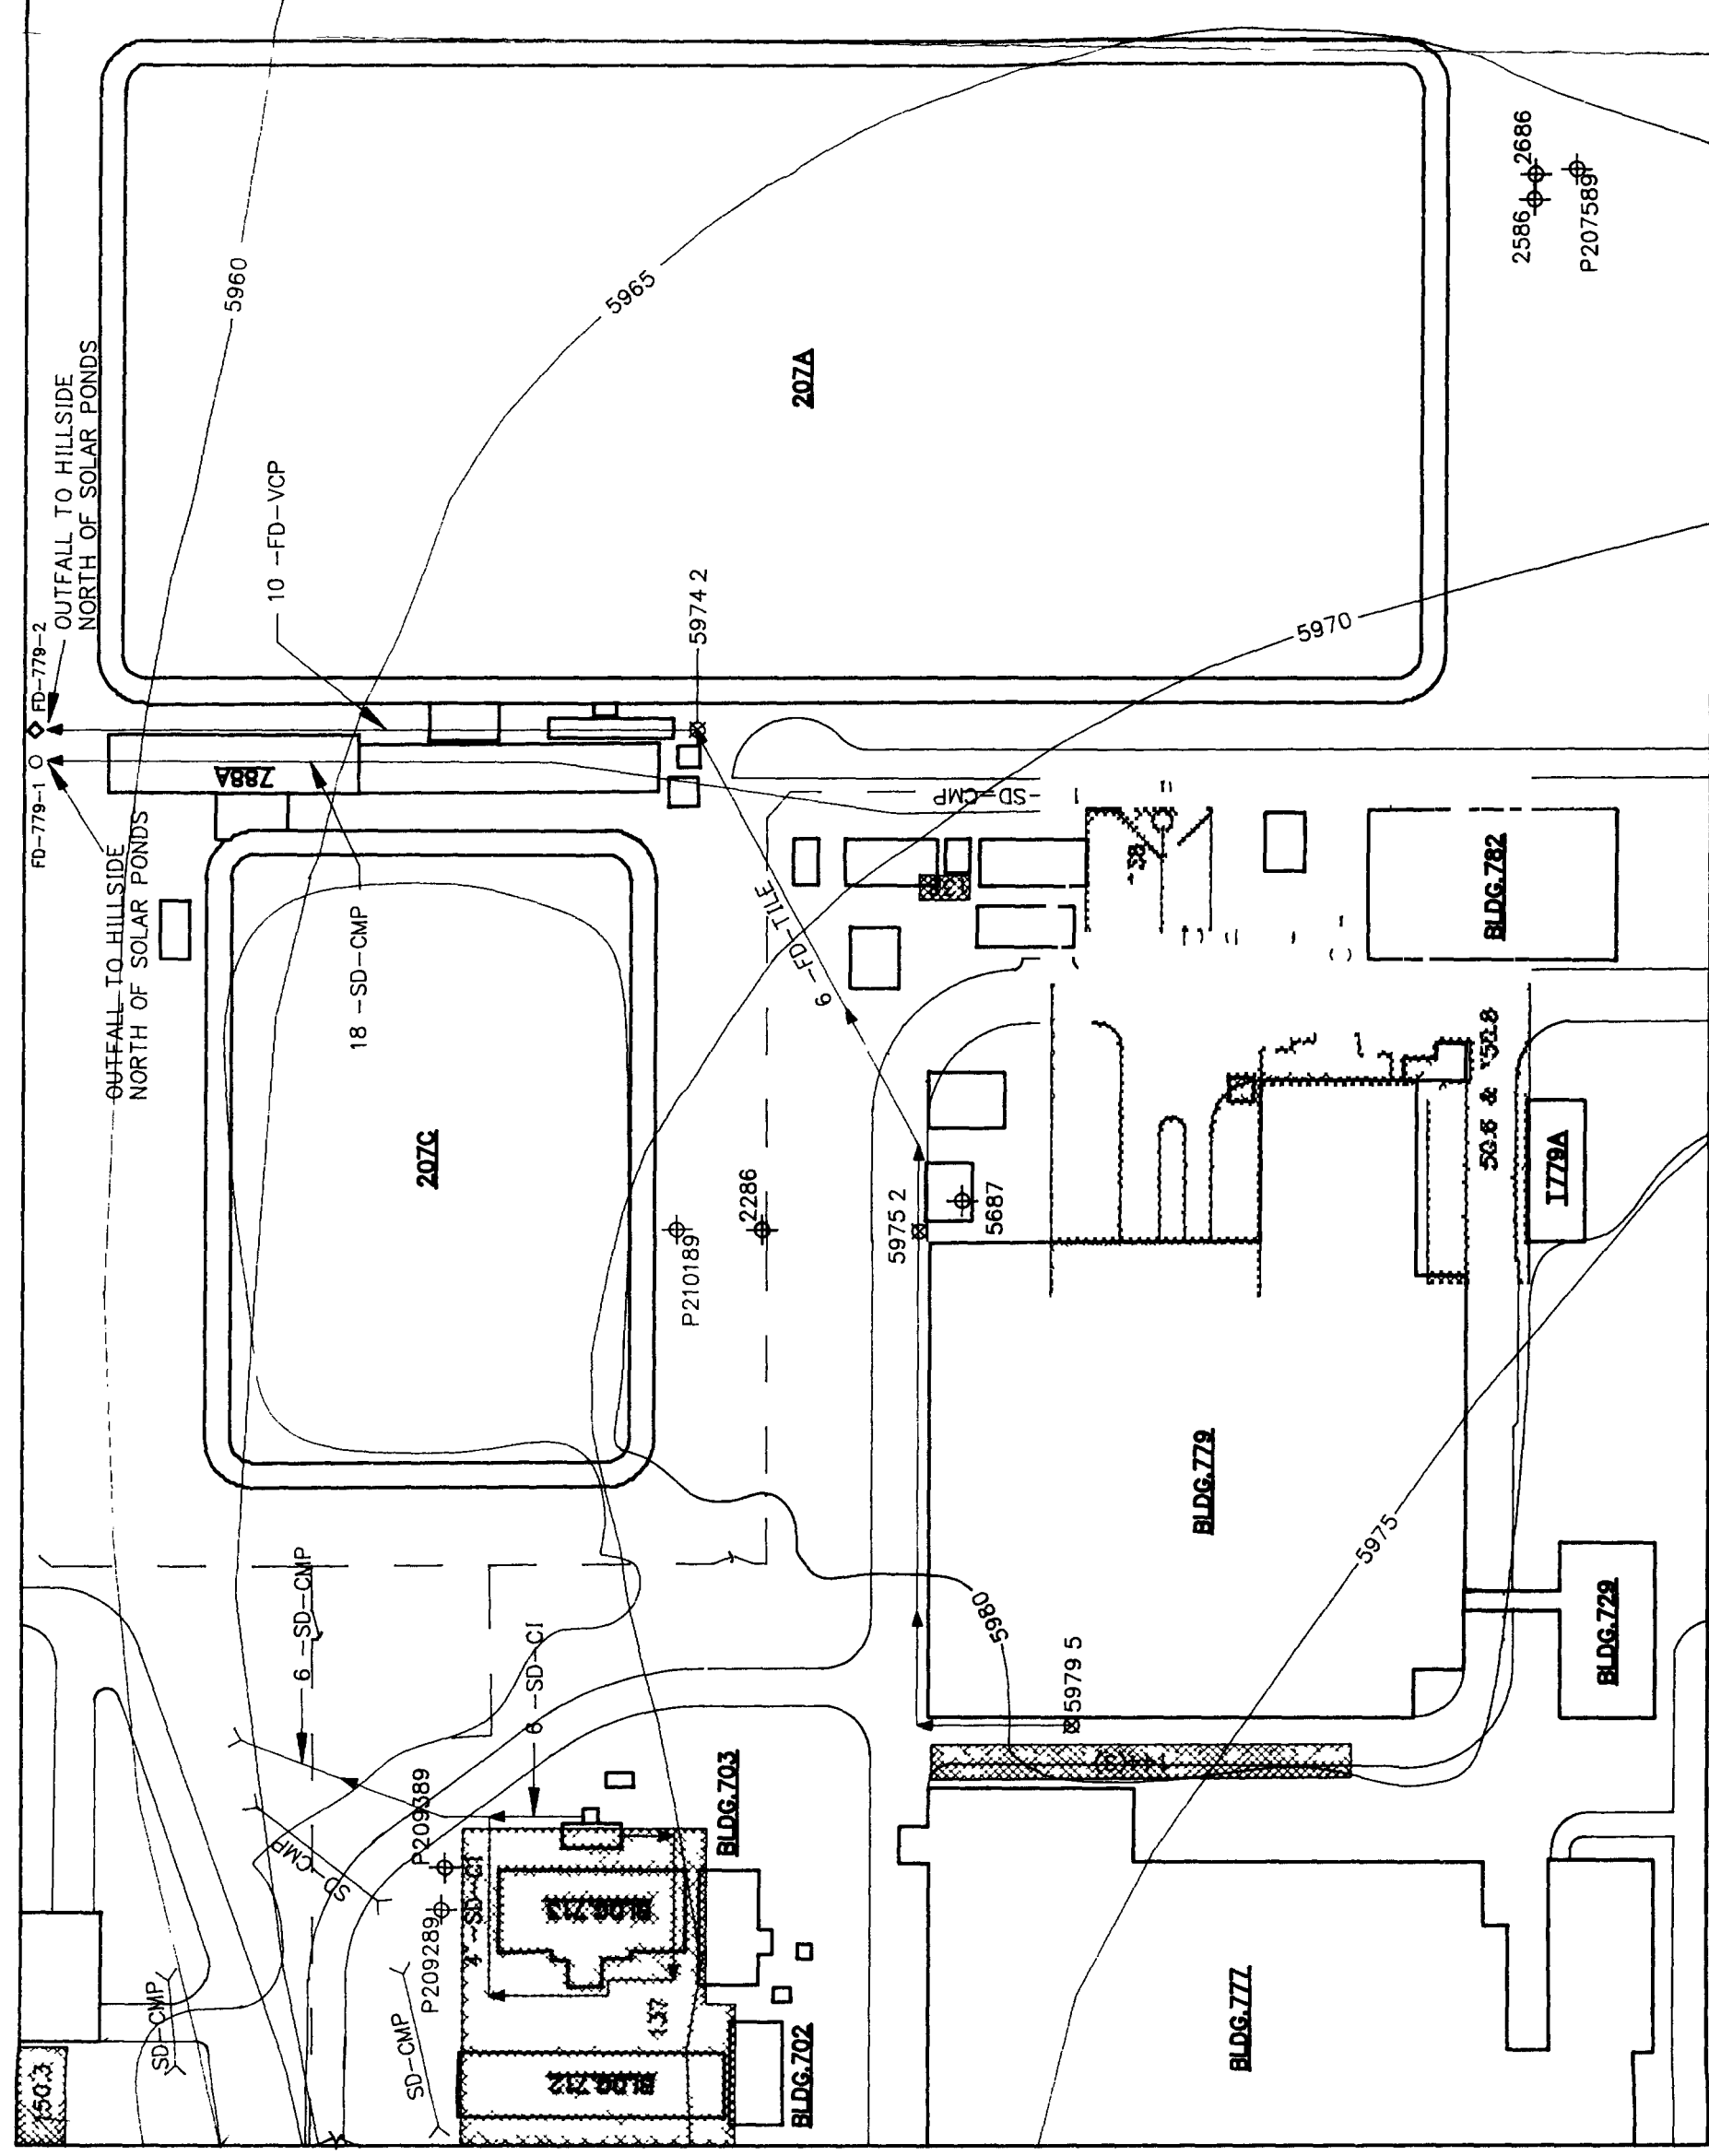 FD-779-1
FD-779-2
OUTFALL TO HILLSIDE
NORTH OF SOLAR PONDS
OUTFALL TO HILLSIDE
NORTH OF SOLAR PONDS
5960
10 -FD-VCP
788A
18 -SD-CMP
5965
207A
207C
5974 2
2586
2686
P207589
5970
-SD-CMP
6 -FD-TILE
BLDG.782
P210189
2286
5975 2
5687
T779A
BLDG.779
5975
5980
5979 5
BLDG.729
6 -SD-CMP
6 -SD-CI
P209389
P209289
SD-CMP
SD-CMP
SD-CMP
4 -SD-CI
BLDG.703
BLDG.713
137
BLDG.712
BLDG.702
BLDG.777
150.3